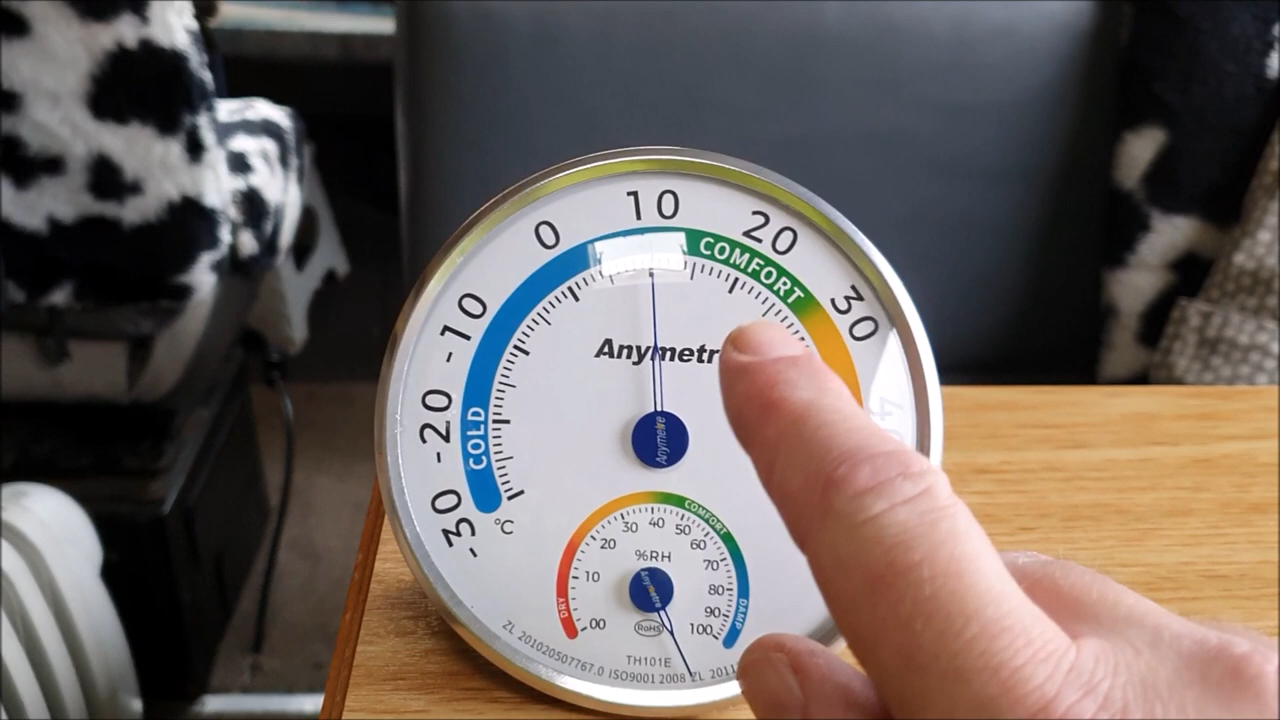 10
0
20
-10
30
-20
-30
COMFORT
COLD
°C
Anymetr
Anymetre
COMFORT
30
40
50
20
60
%RH
70
10
80
Anymetre
90
00
100
DRY
DAMP
RoHS
TH101E
ZL 201020507767.0 ISO9001 2008 ZL 2011